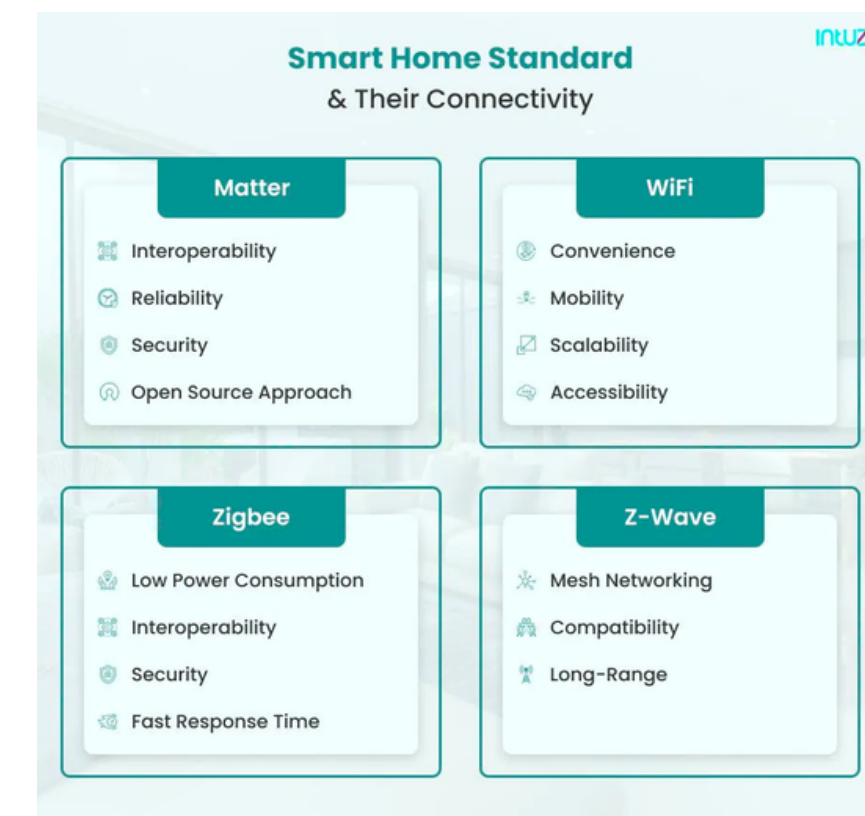 Intuz
Smart Home Standard
& Their Connectivity
Matter
Interoperability
Reliability
Security
Open Source Approach
WiFi
Convenience
Mobility
Scalability
Accessibility
Zigbee
Low Power Consumption
Interoperability
Security
Fast Response Time
Z-Wave
Mesh Networking
Compatibility
Long-Range